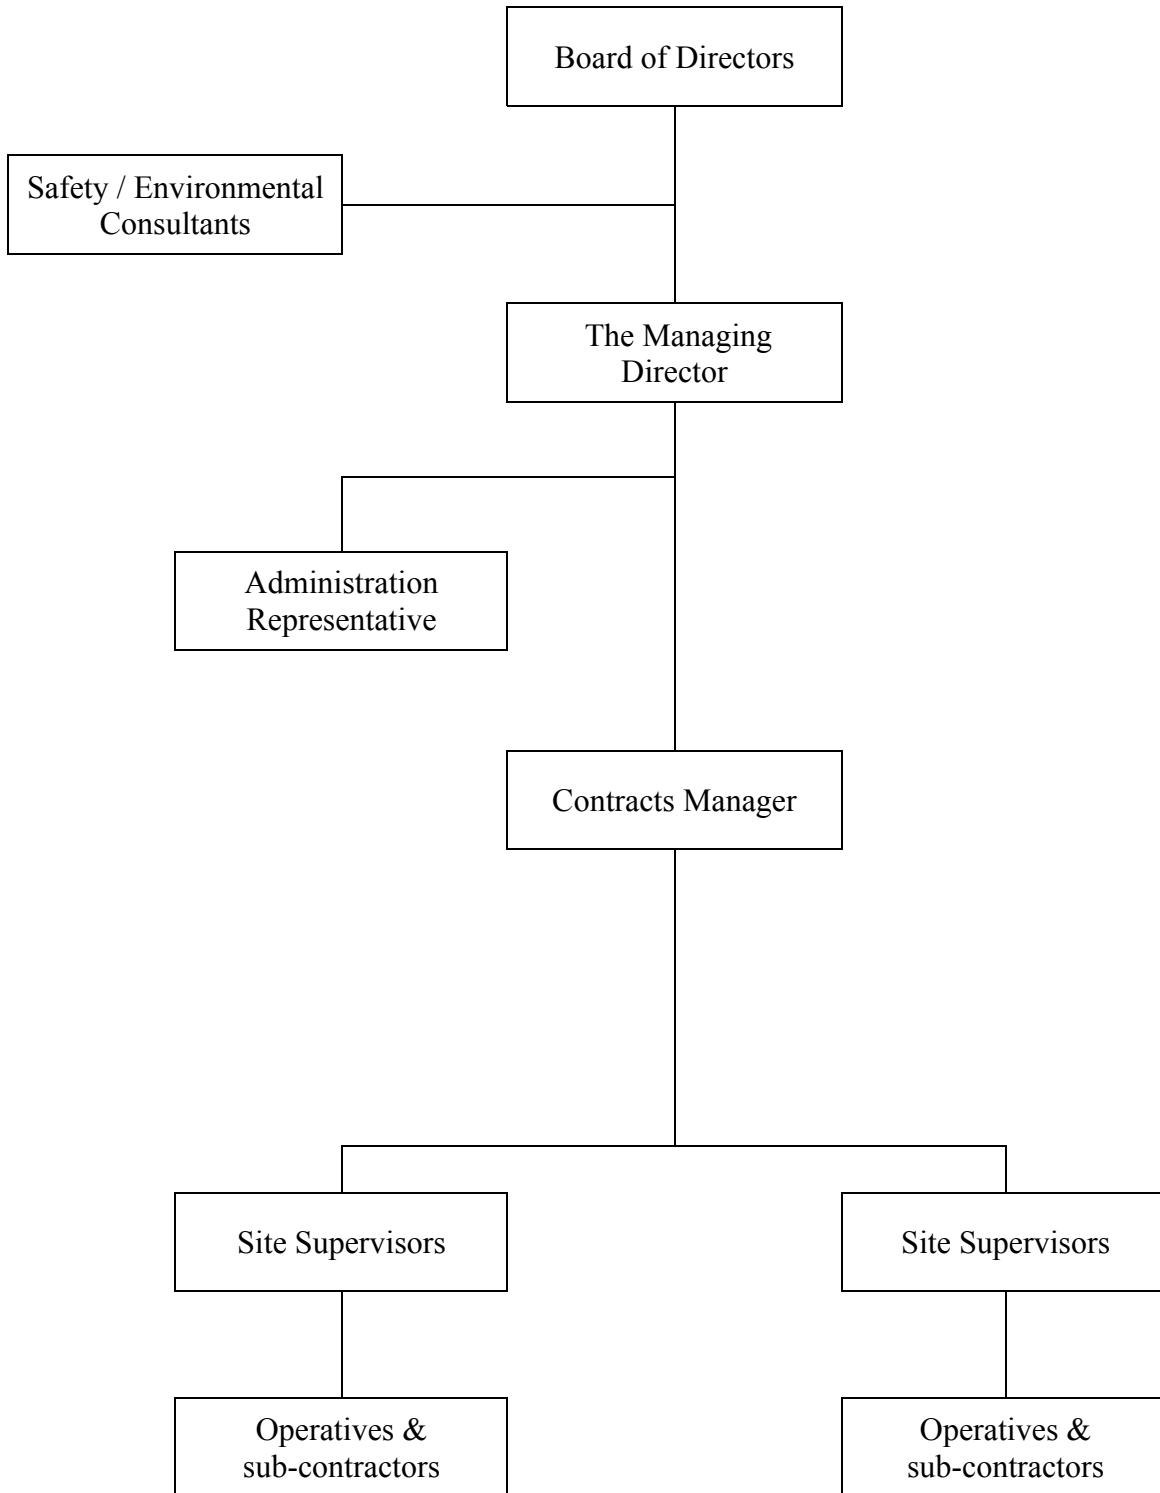 Board of Directors
Safety / Environmental
Consultants
The Managing
Director
Administration
Representative
Contracts Manager
Site Supervisors
Site Supervisors
Operatives &
sub-contractors
Operatives &
sub-contractors